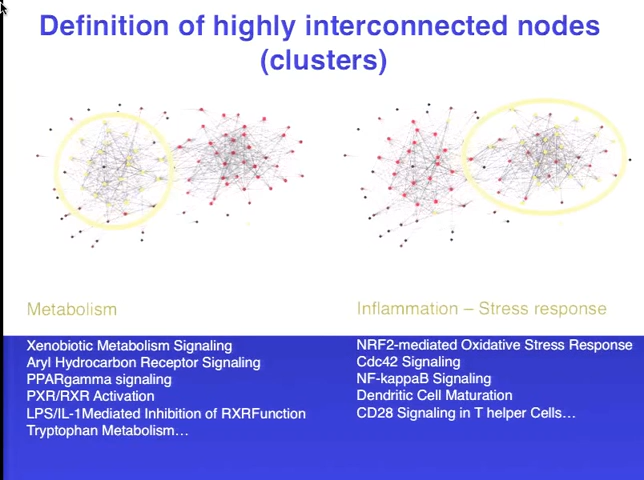 Definition of highly interconnected nodes
(clusters)
Metabolism
Xenobiotic Metabolism Signaling
Aryl Hydrocarbon Receptor Signaling
PPARgamma signaling
PXR/RXR Activation
LPS/IL-1Mediated Inhibition of RXRFunction
Tryptophan Metabolism…
Inflammation – Stress response
NRF2-mediated Oxidative Stress Response
Cdc42 Signaling
NF-kappaB Signaling
Dendritic Cell Maturation
CD28 Signaling in T helper Cells…